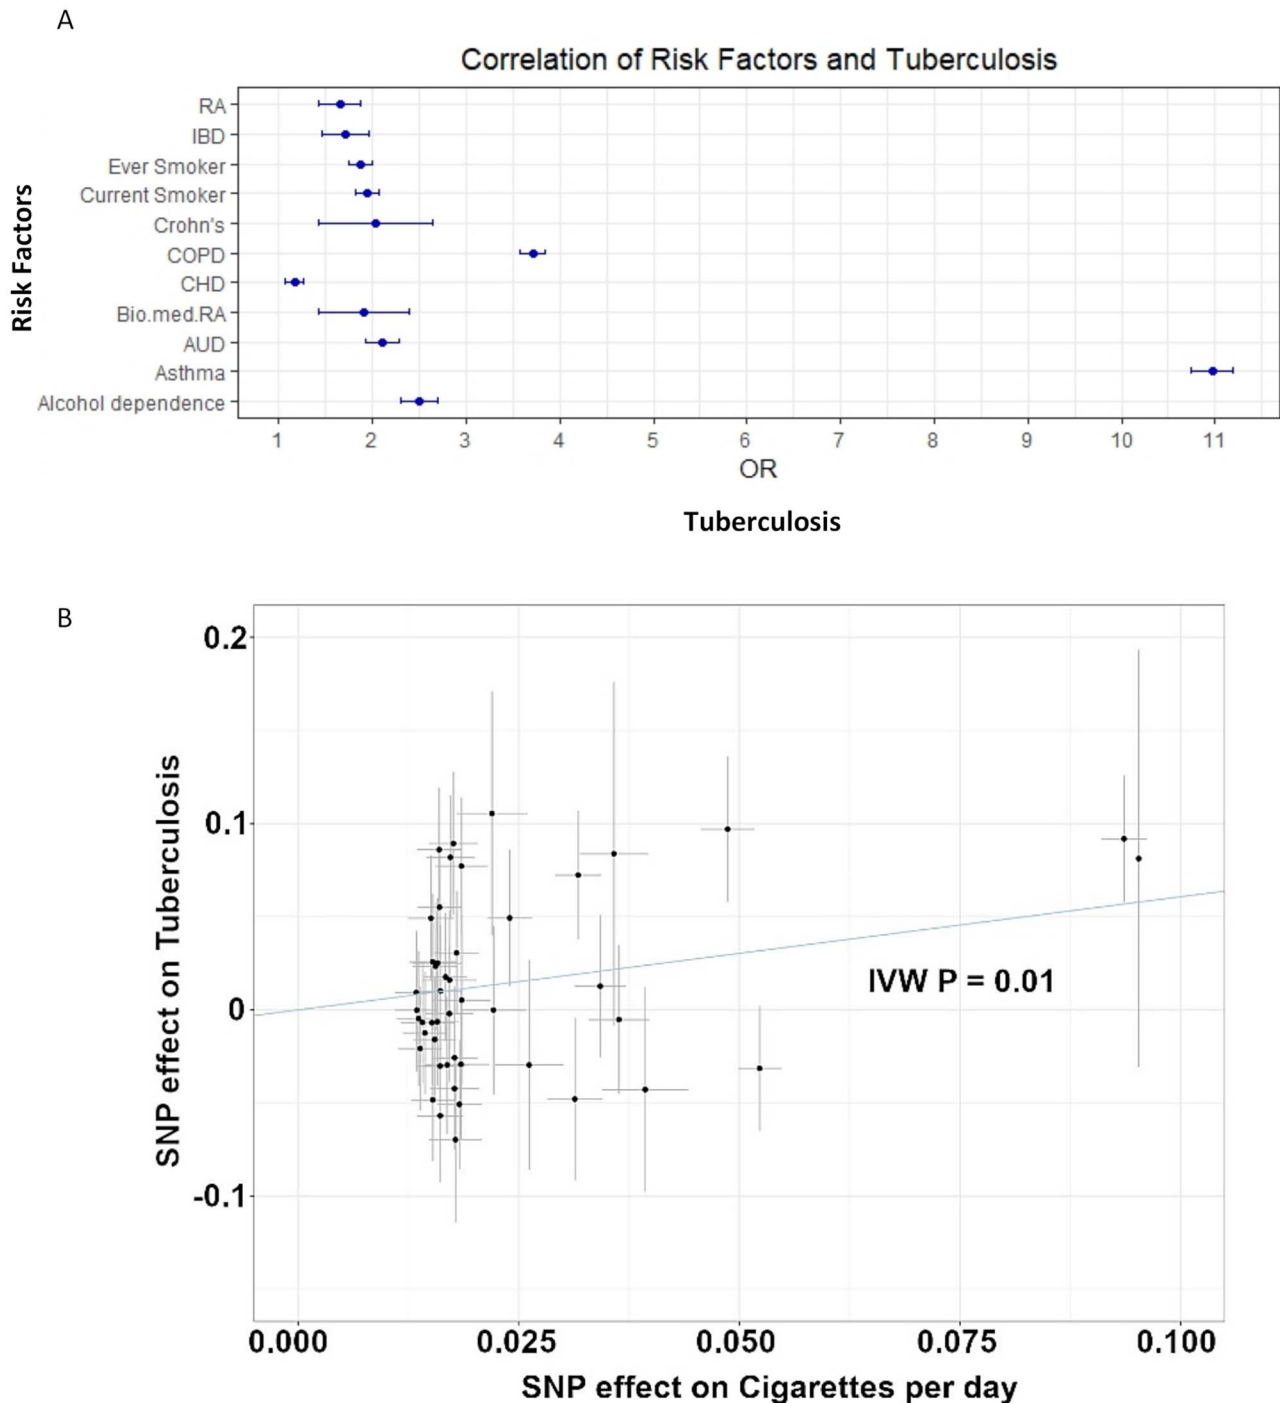 A
Correlation of Risk Factors and Tuberculosis
Risk Factors
RA
IBD
Ever Smoker
Current Smoker
Crohn's
COPD
CHD
Bio.med.RA
AUD
Asthma
Alcohol dependence
1 2 3 4 5 6 7 8 9 10 11
OR
Tuberculosis
B
SNP effect on Tuberculosis
0.2
0.1
0
-0.1
IVW P = 0.01
0.000 0.025 0.050 0.075 0.100
SNP effect on Cigarettes per day